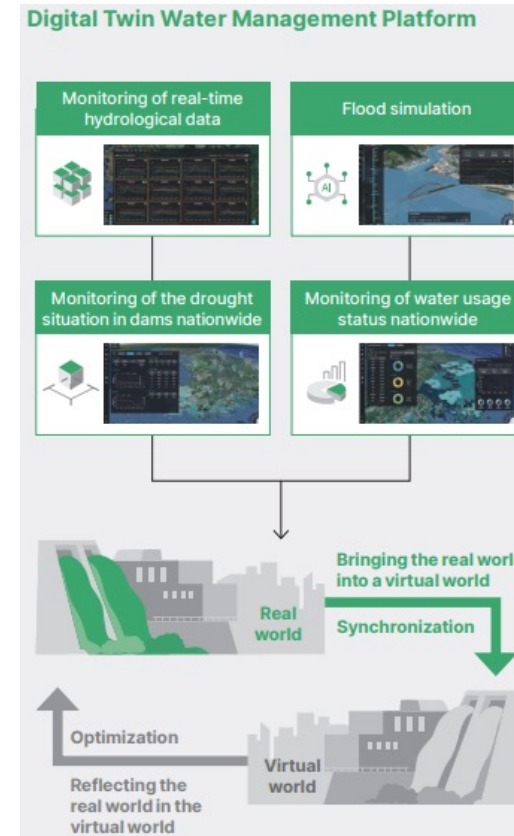 Digital Twin Water Management Platform
Monitoring of real-time
hydrological data
Flood simulation
AI
Monitoring of the drought
situation in dams nationwide
Monitoring of water usage
status nationwide
Bringing the real worl
into a virtual world
Real
world
Synchronization
Optimization
Virtual
world
Reflecting the
real world in the
virtual world